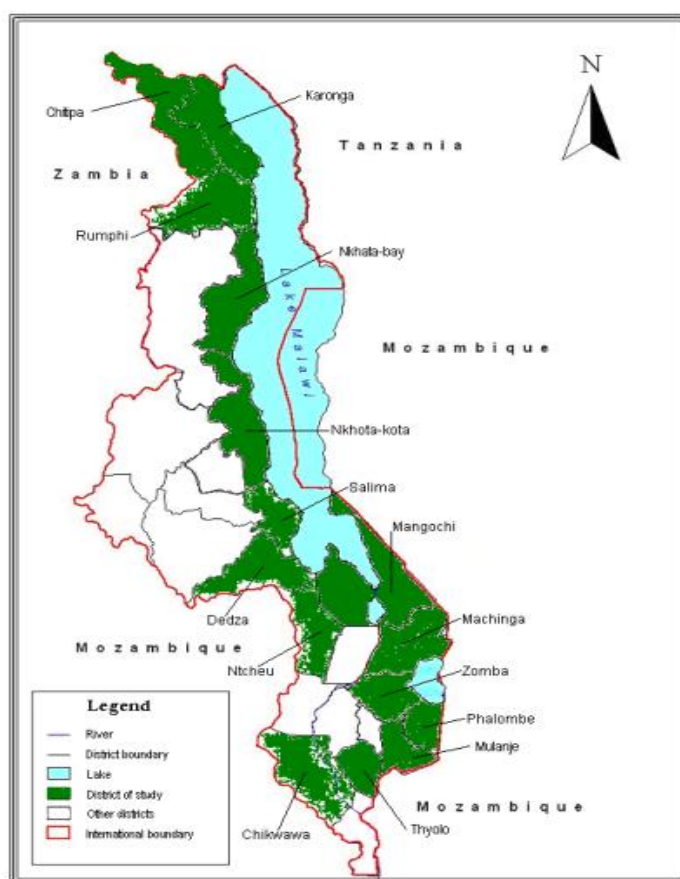 N
Chitipa
Karonga
Tanzania
Zambia
Rumphi
Nkhata-bay
Lake Malawi
Mozambique
Nkhota-kota
Salima
Mangochi
Dedza
Machinga
Mozambique
Ntcheu
Zomba
Phalombe
Mulanje
Mozambique
Chikwawa
Thyolo
Legend
River
District boundary
Lake
District of study
Other districts
International boundary